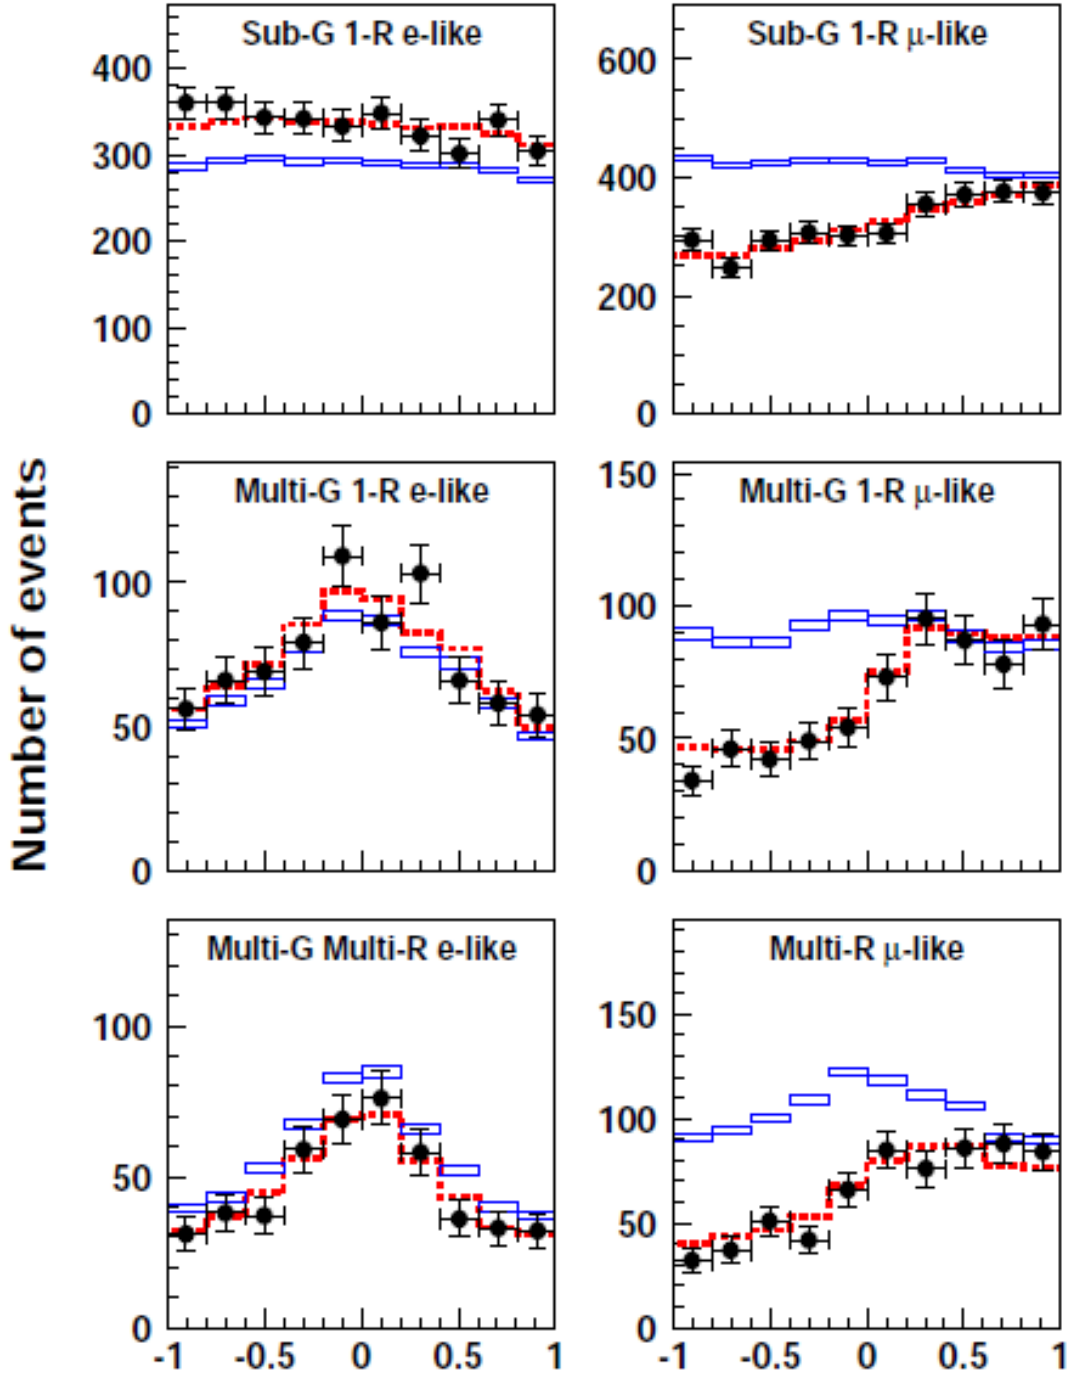 Number of events
Sub-G 1-R e-like
400
300
200
100
0
Sub-G 1-R μ-like
600
400
200
0
Multi-G 1-R e-like
100
50
0
Multi-G 1-R μ-like
150
100
50
0
Multi-G Multi-R e-like
100
50
0
-1 -0.5 0 0.5 1
Multi-R μ-like
150
100
50
0
-1 -0.5 0 0.5 1